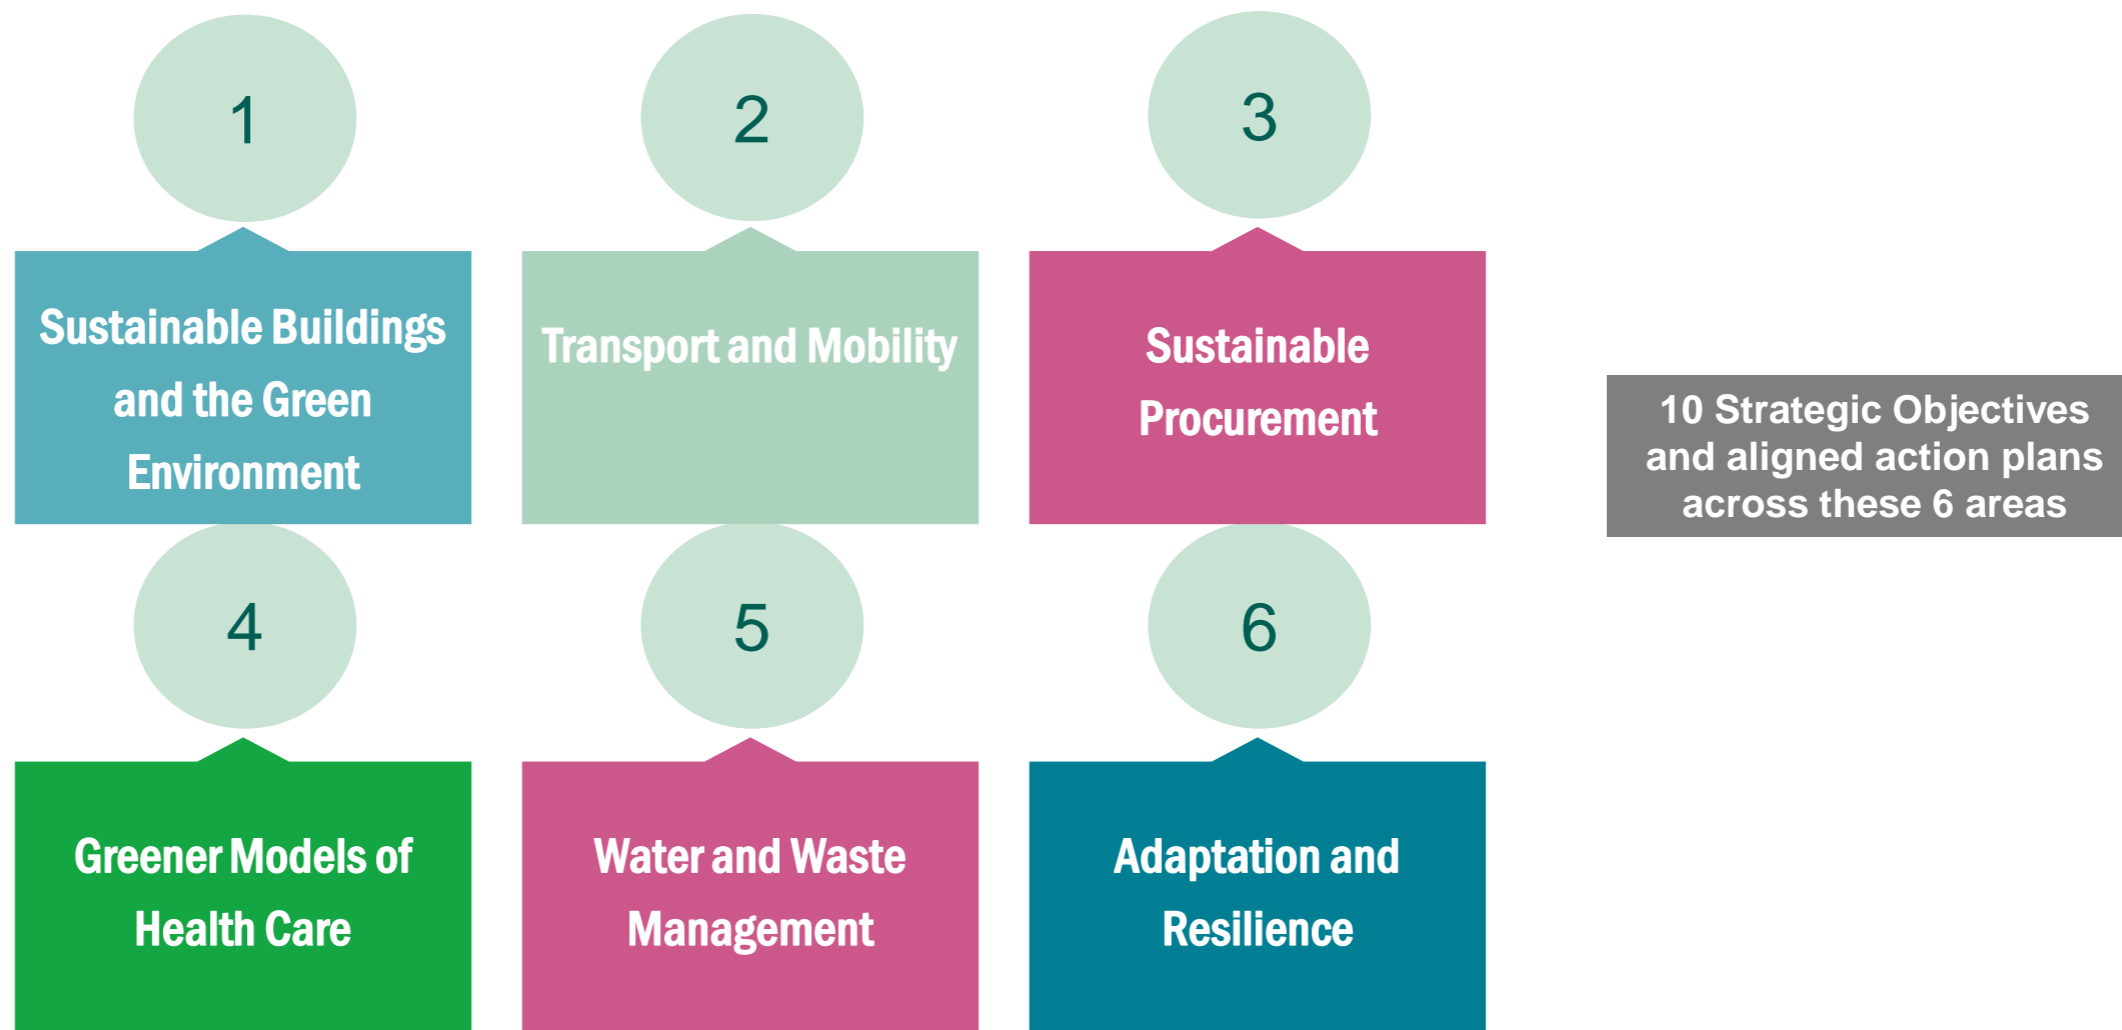 1
Sustainable Buildings
and the Green
Environment
2
Transport and Mobility
3
Sustainable
Procurement
4
Greener Models of
Health Care
5
Water and Waste
Management
6
Adaptation and
Resilience
10 Strategic Objectives
and aligned action plans
across these 6 areas